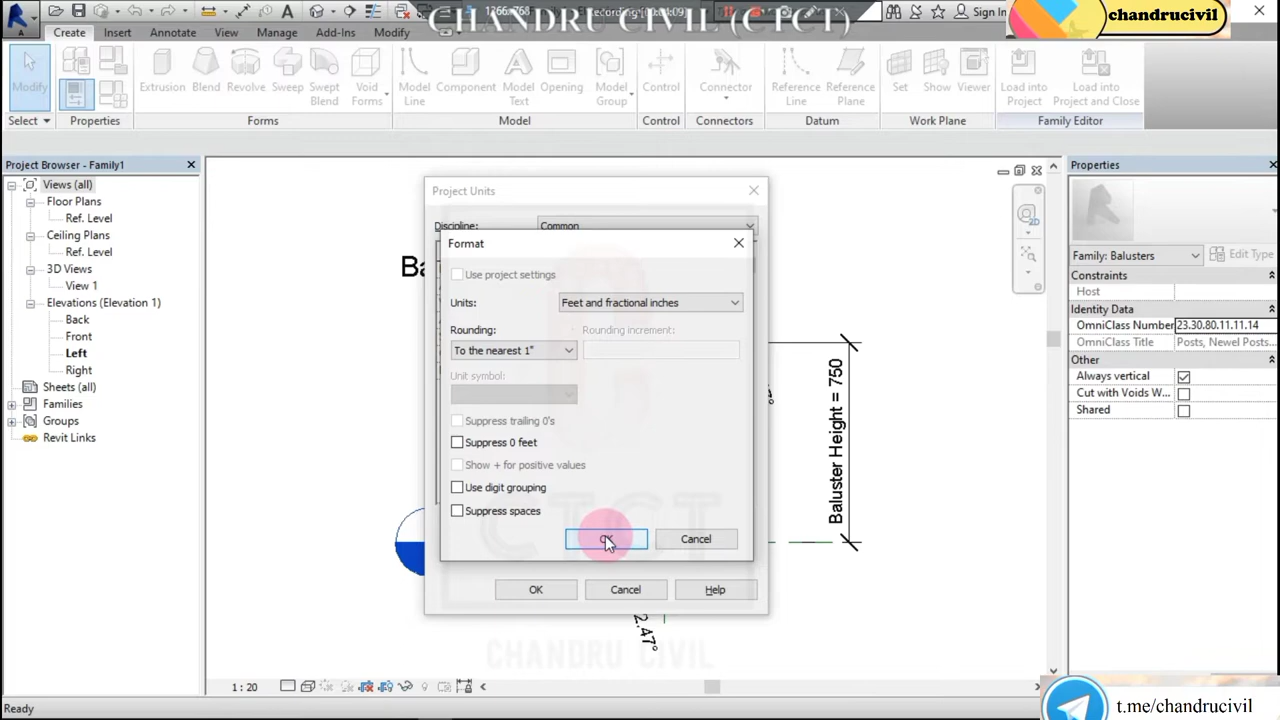 CHANDRU CIVIL (CTCT)
Recording...
Sign In
chandrucivil
Create
Insert
Annotate
View
Manage
Add-Ins
Modify
Modify
Extrusion
Blend
Revolve
Sweep
Swept
Blend
Void
Forms
Model
Line
Component
Model
Text
Opening
Model
Group
Control
Connector
Reference
Line
Reference
Plane
Set
Show
Viewer
Load into
Project
Load into
Project and Close
Select
Properties
Forms
Model
Control
Connectors
Datum
Work Plane
Family Editor
Project Browser - Family1
Views (all)
Floor Plans
Ref. Level
Ceiling Plans
Ref. Level
3D Views
View 1
Elevations (Elevation 1)
Back
Front
Left
Right
Sheets (all)
Families
Groups
Revit Links
Project Units
Discipline:
Common
Format
Use project settings
Units:
Feet and fractional inches
Rounding:
Rounding increment:
To the nearest 1"
Unit symbol:
Suppress trailing 0's
Suppress 0 feet
Show + for positive values
Use digit grouping
Suppress spaces
OK
Cancel
OK
Cancel
Help
Ba
Baluster Height = 750
2.47°
CTCT
CHANDRU CIVIL
Properties
Family: Balusters
Edit Type
Constraints
Host
Identity Data
OmniClass Number
23.30.80.11.11.14
OmniClass Title
Posts, Newel Posts...
Other
Always vertical
Cut with Voids W...
Shared
1 : 20
Ready
t.me/chandrucivil